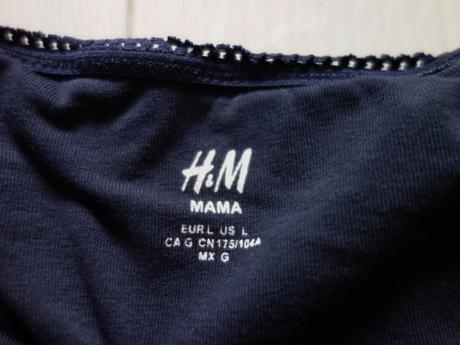 H&M
MAMA
EUR L US L
CA G CN 175/104A
MX G